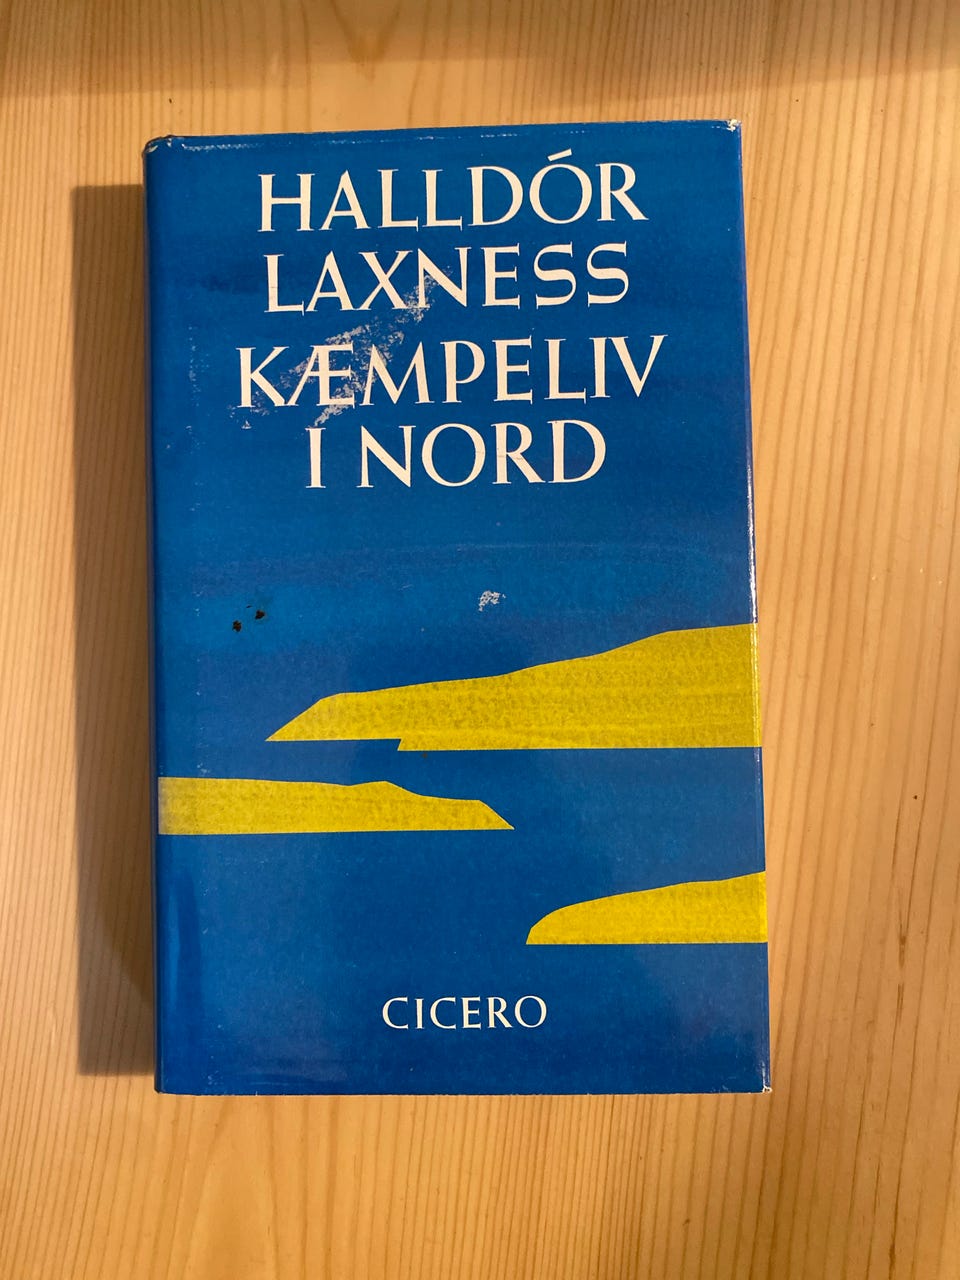 HALLDÓR
LAXNESS
KÆMPELIV
I NORD
CICERO